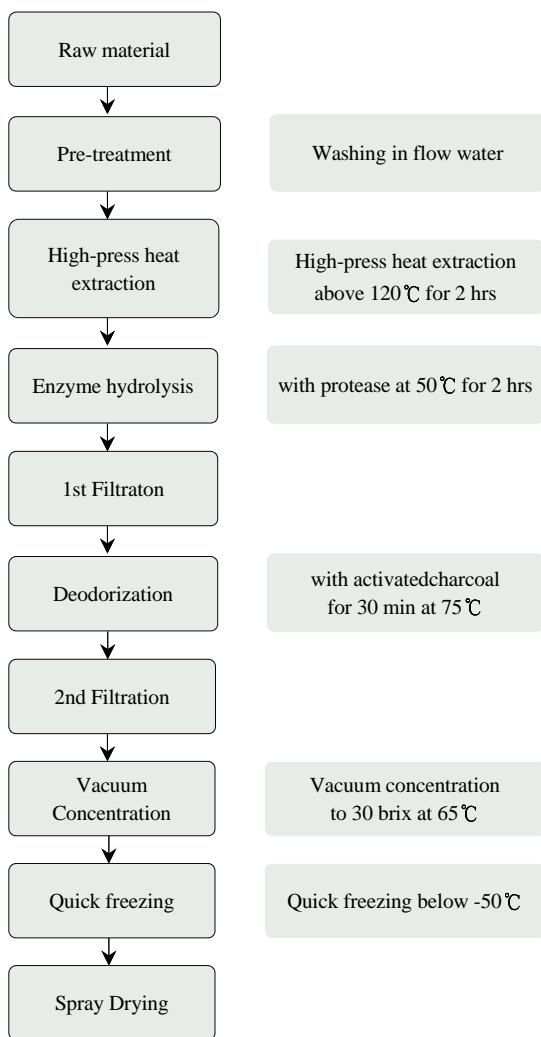 Raw material
Pre-treatment
Washing in flow water
High-press heat
extraction
High-press heat extraction
above 120℃ for 2 hrs
Enzyme hydrolysis
with protease at 50℃ for 2 hrs
1st Filtraton
Deodorization
with activatedcharcoal
for 30 min at 75℃
2nd Filtration
Vacuum
Concentration
Vacuum concentration
to 30 brix at 65℃
Quick freezing
Quick freezing below -50℃
Spray Drying